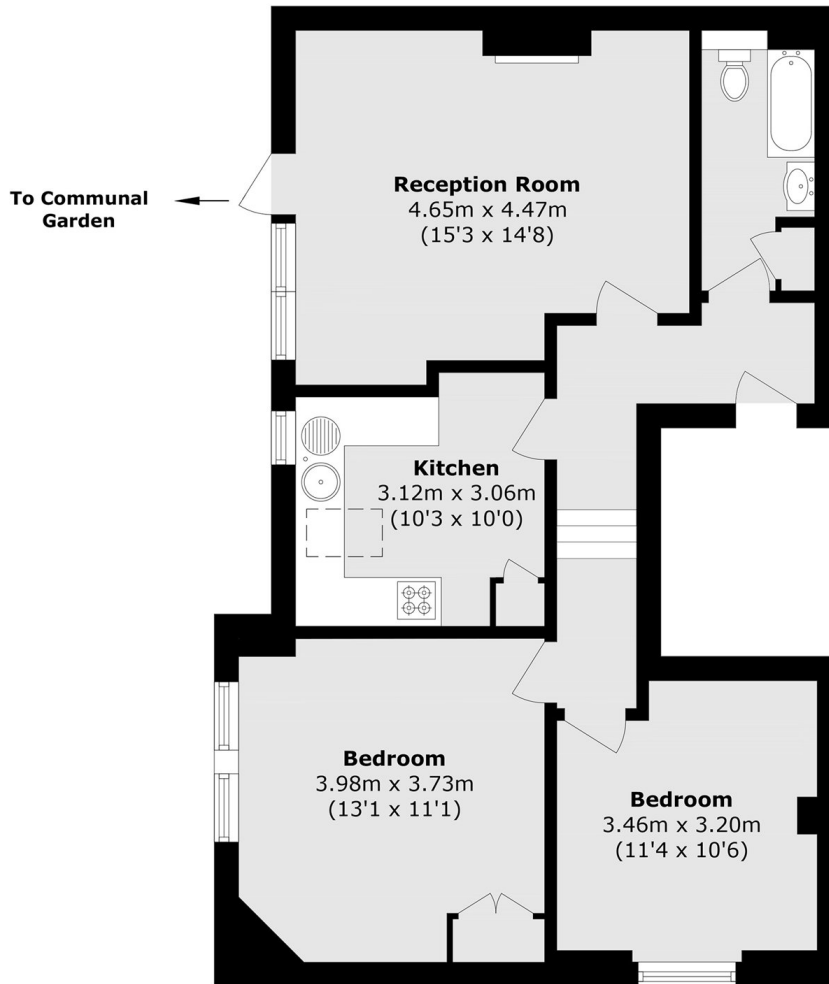 Reception Room
4.65m x 4.47m
(15'3 x 14'8)
To Communal
Garden
Kitchen
3.12m x 3.06m
(10'3 x 10'0)
Bedroom
3.98m x 3.73m
(13'1 x 11'1)
Bedroom
3.46m x 3.20m
(11'4 x 10'6)